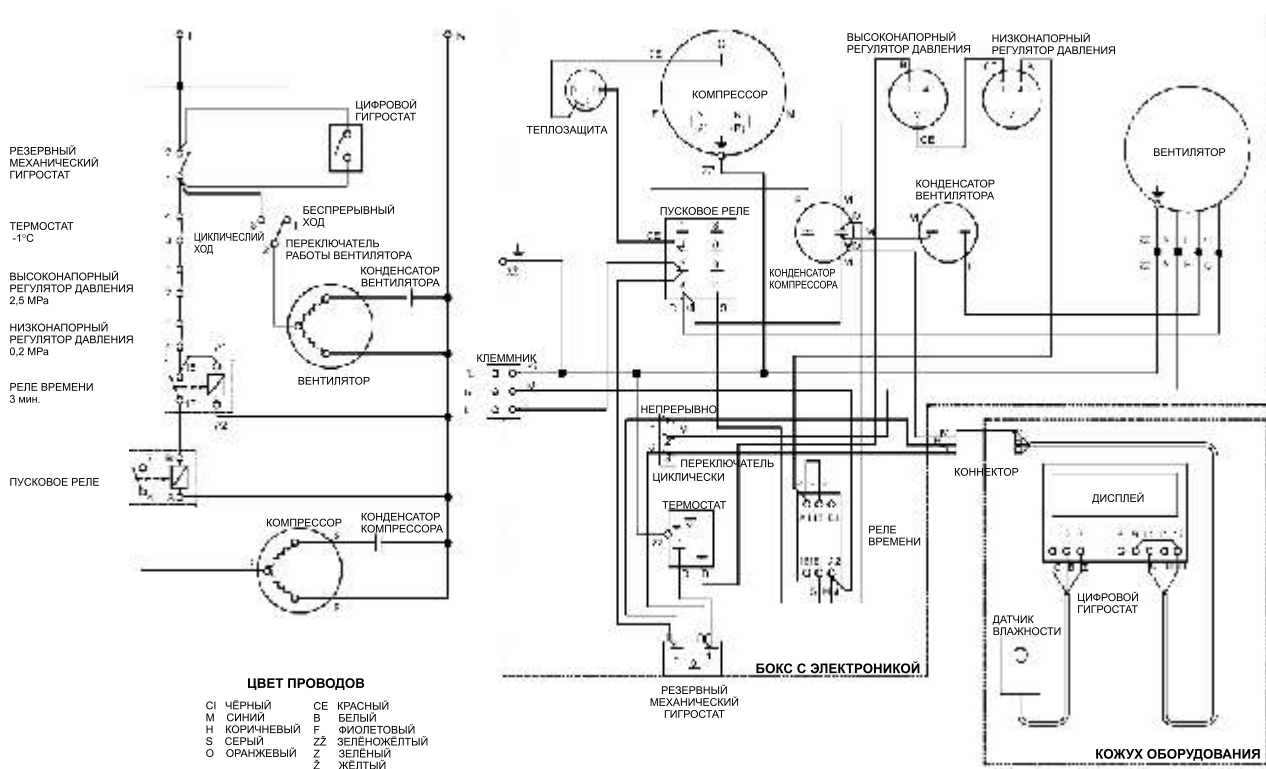 ЦИФРОВОЙ
ГИГРОСТАТ
РЕЗЕРВНЫЙ
МЕХАНИЧЕСКИЙ
ГИГРОСТАТ
ТЕРМОСТАТ
-1°C
БЕСПРЕРЫВНЫЙ
ХОД
ЦИКЛИЧЕСЛИЙ
ХОД
ПЕРЕКЛЮЧАТЕЛЬ
РАБОТЫ ВЕНТИЛЯТОРА
ВЫСОКОНАПОРНЫЙ
РЕГУЛЯТОР ДАВЛЕНИЯ
2,5 MPa
КОНДЕНСАТОР
ВЕНТИЛЯТОРА
НИЗКОНАПОРНЫЙ
РЕГУЛЯТОР ДАВЛЕНИЯ
0,2 MPa
ВЕНТИЛЯТОР
РЕЛЕ ВРЕМЕНИ
3 мин.
ПУСКОВОЕ РЕЛЕ
КОМПРЕССОР
КОНДЕНСАТОР
КОМПРЕССОРА
ЦВЕТ ПРОВОДОВ
CI ЧЁРНЫЙ
M СИНИЙ
H КОРИЧНЕВЫЙ
S СЕРЫЙ
O ОРАНЖЕВЫЙ
CE КРАСНЫЙ
B БЕЛЫЙ
F ФИОЛЕТОВЫЙ
ZŽ ЗЕЛЁНОЖЁЛТЫЙ
Z ЗЕЛЁНЫЙ
Ž ЖЁЛТЫЙ
CE
ТЕПЛОЗАЩИТА
КОМПРЕССОР
ВЫСОКОНАПОРНЫЙ
РЕГУЛЯТОР ДАВЛЕНИЯ
НИЗКОНАПОРНЫЙ
РЕГУЛЯТОР ДАВЛЕНИЯ
CE
ВЕНТИЛЯТОР
ПУСКОВОЕ РЕЛЕ
CE
КОНДЕНСАТОР
КОМПРЕССОРА
КОНДЕНСАТОР
ВЕНТИЛЯТОРА
КЛЕММНИК
НЕПРЕРЫВНО
ПЕРЕКЛЮЧАТЕЛЬ
ЦИКЛИЧЕСКИ
ТЕРМОСТАТ
РЕЛЕ
ВРЕМЕНИ
КОННЕКТОР
ДИСПЛЕЙ
ЦИФРОВОЙ
ГИГРОСТАТ
ДАТЧИК
ВЛАЖНОСТИ
БОКС С ЭЛЕКТРОНИКОЙ
РЕЗЕРВНЫЙ
МЕХАНИЧЕСКИЙ
ГИГРОСТАТ
КОЖУХ ОБОРУДОВАНИЯ